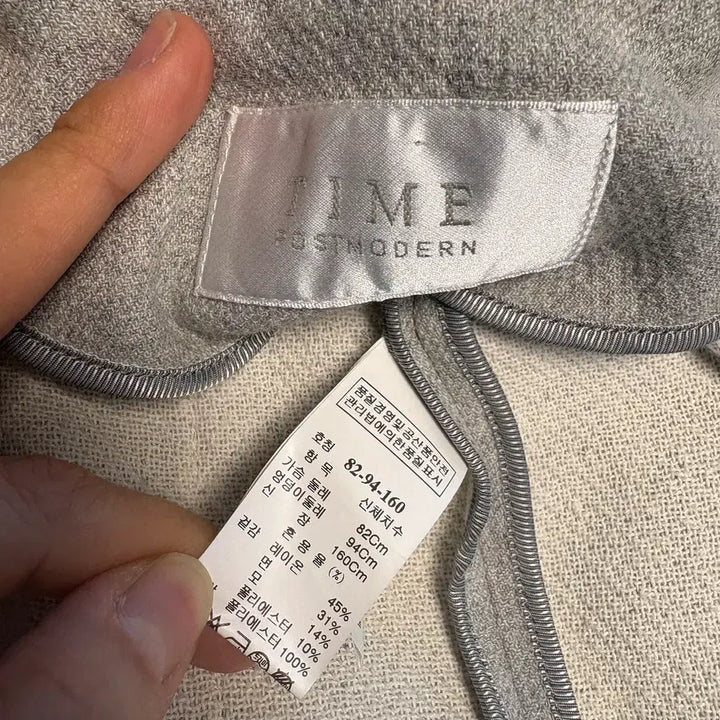 TIME
POSTMODERN
품질경영및공산품안전
관리법에의한품질표시
호칭 82-94-160
항목 신체치수
가슴 둘레 82Cm
엉덩이둘레 94Cm
신 장 160Cm
겉감 혼 용 율 (%)
레이온 45%
면 31%
모 14%
폴리에스터 10%
폴리에스터 100%